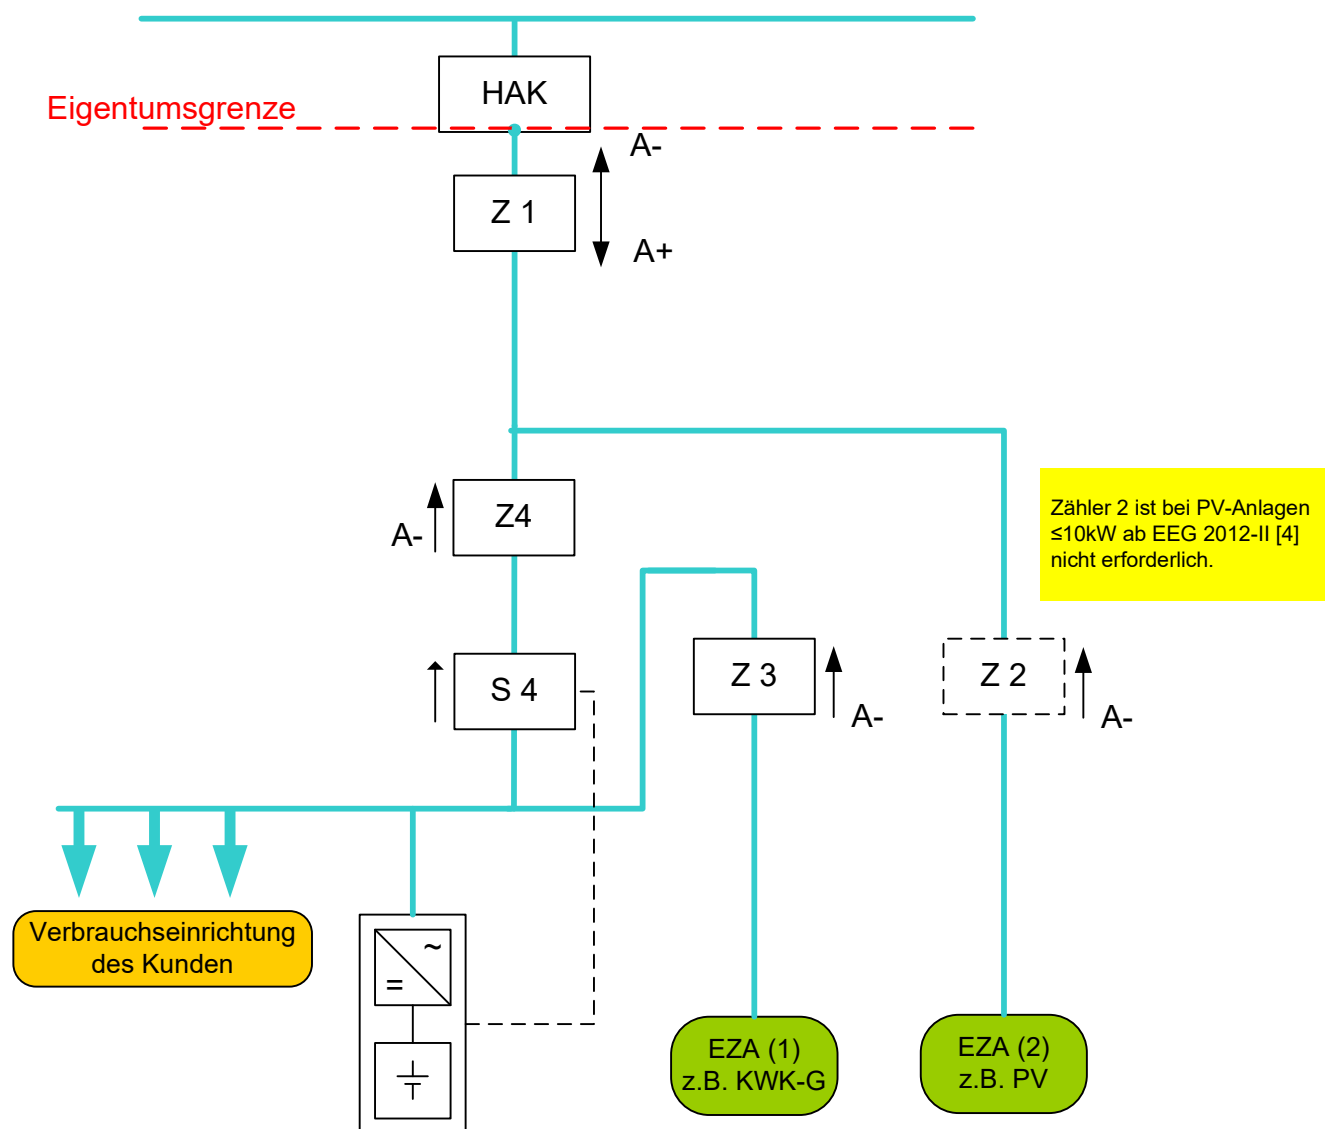 HAK
Eigentumsgrenze
A-
Z 1
A+
Z4
A-
Zähler 2 ist bei PV-Anlagen
≤10kW ab EEG 2012-II [4]
nicht erforderlich.
S 4
Z 3
A-
Z 2
A-
Verbrauchseinrichtung
des Kunden
~
=
EZA (1)
z.B. KWK-G
EZA (2)
z.B. PV